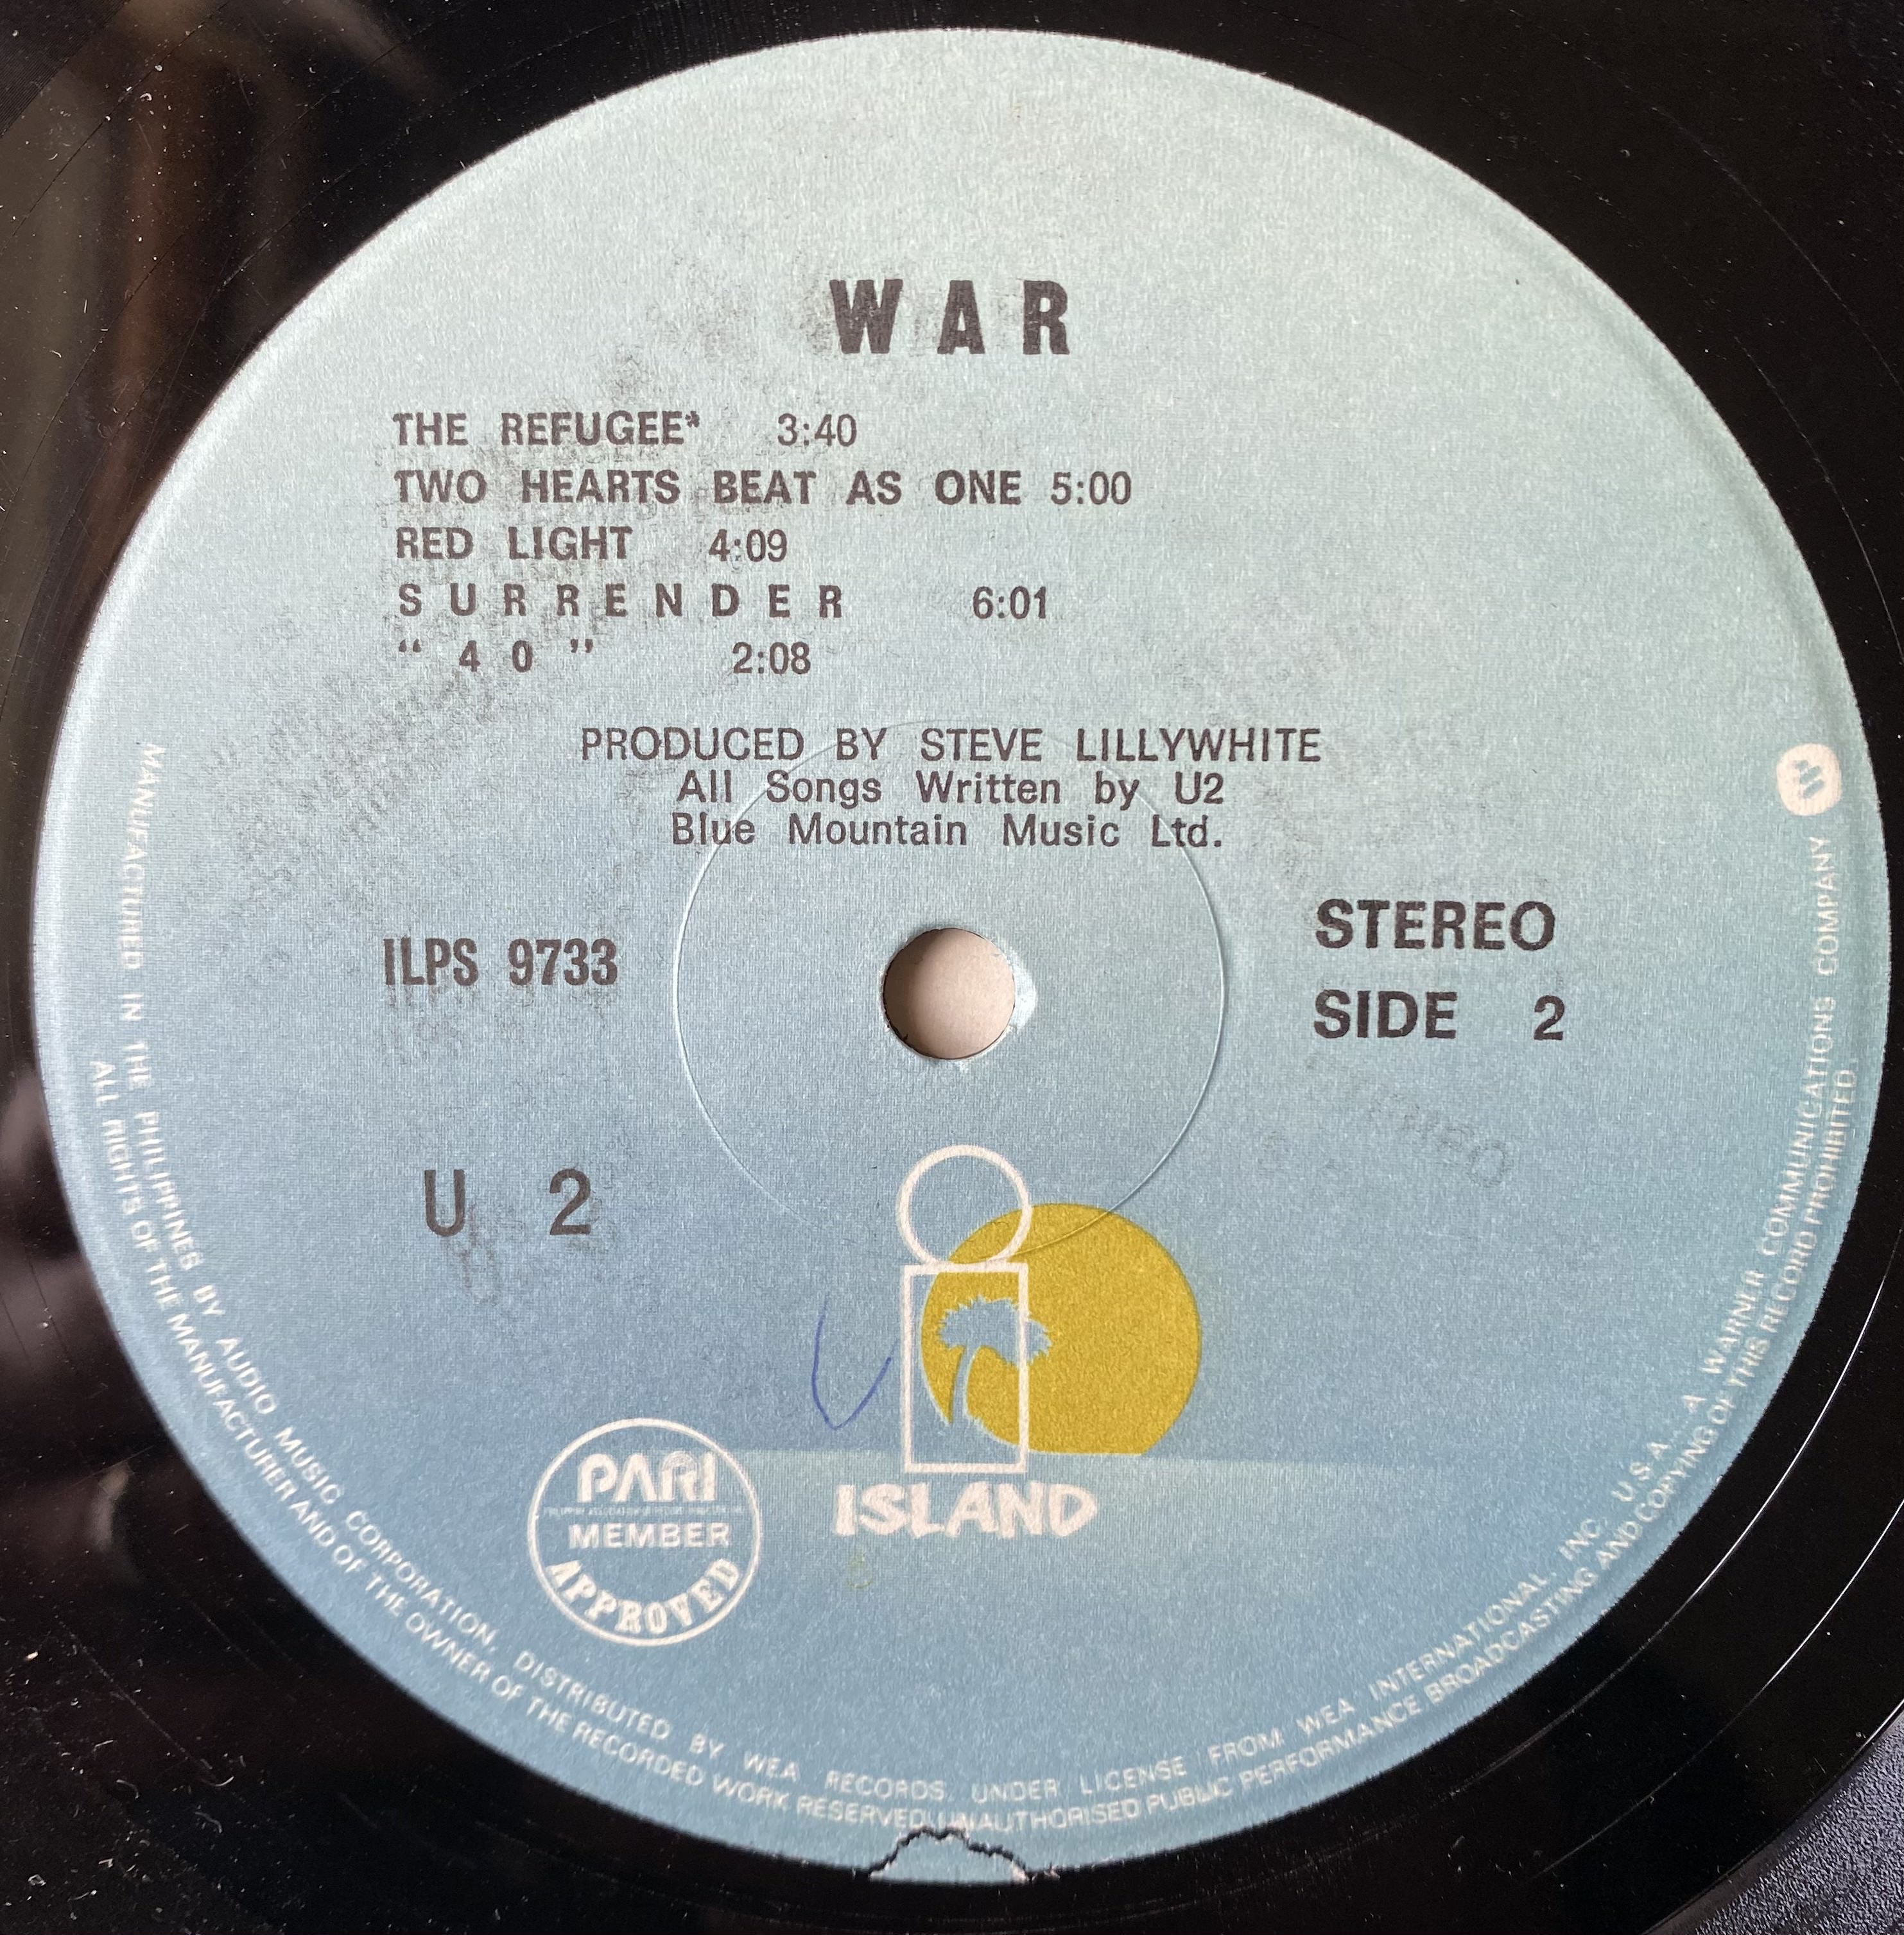 WAR
THE REFUGEE* 3:40
TWO HEARTS BEAT AS ONE 5:00
RED LIGHT 4:09
SURRENDER 6:01
“40” 2:08
PRODUCED BY STEVE LILLYWHITE
All Songs Written by U2
Blue Mountain Music Ltd.
ILPS 9733
STEREO
SIDE 2
U 2
ISLAND
PARI
MEMBER
APPROVED
MANUFACTURED IN THE PHILIPPINES BY AUDIO MUSIC CORPORATION, DISTRIBUTED BY WEA RECORDS, UNDER LICENSE FROM WEA INTERNATIONAL, INC. U.S.A. A WARNER COMMUNICATIONS COMPANY
ALL RIGHTS OF THE MANUFACTURER AND OF THE OWNER OF THE RECORDED WORK RESERVED. UNAUTHORISED PUBLIC PERFORMANCE BROADCASTING AND COPYING OF THIS RECORD PROHIBITED.